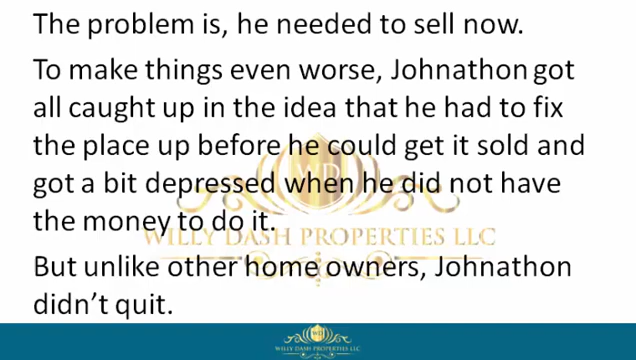 The problem is, he needed to sell now.
To make things even worse, Johnathon got
all caught up in the idea that he had to fix
the place up before he could get it sold and
got a bit depressed when he did not have
the money to do it.
WILLY DASH PROPERTIES LLC
But unlike other home owners, Johnathon
didn't quit.
WILLY DASH PROPERTIES LLC